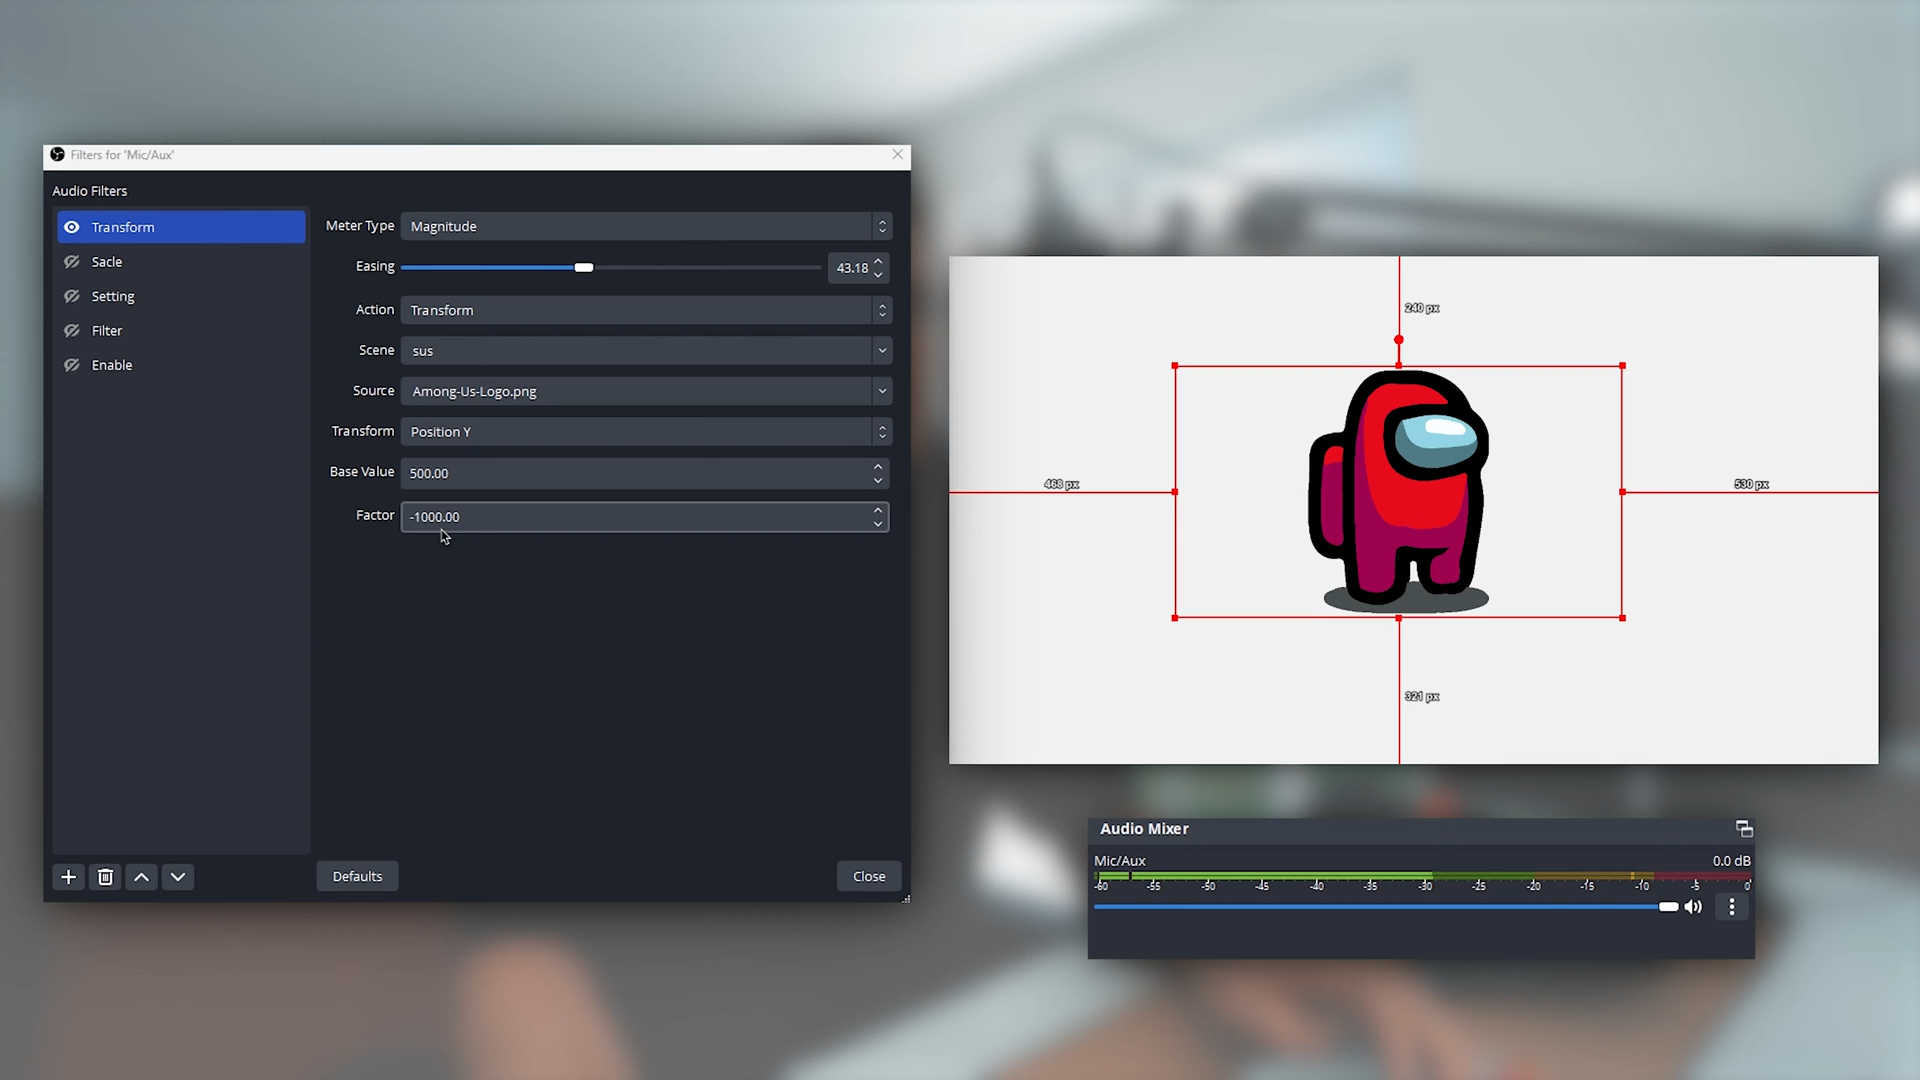 Filters for 'Mic/Aux'
Audio Filters
Transform
Sacle
Setting
Filter
Enable
Meter Type Magnitude
Easing 43.18
Action Transform
Scene sus
Source Among-Us-Logo.png
Transform Position Y
Base Value 500.00
Factor -1000.00
Defaults
Close
240 px
468 px
530 px
321 px
Audio Mixer
Mic/Aux 0.0 dB
-60 -55 -50 -45 -40 -35 -30 -25 -20 -15 -10 -5 0